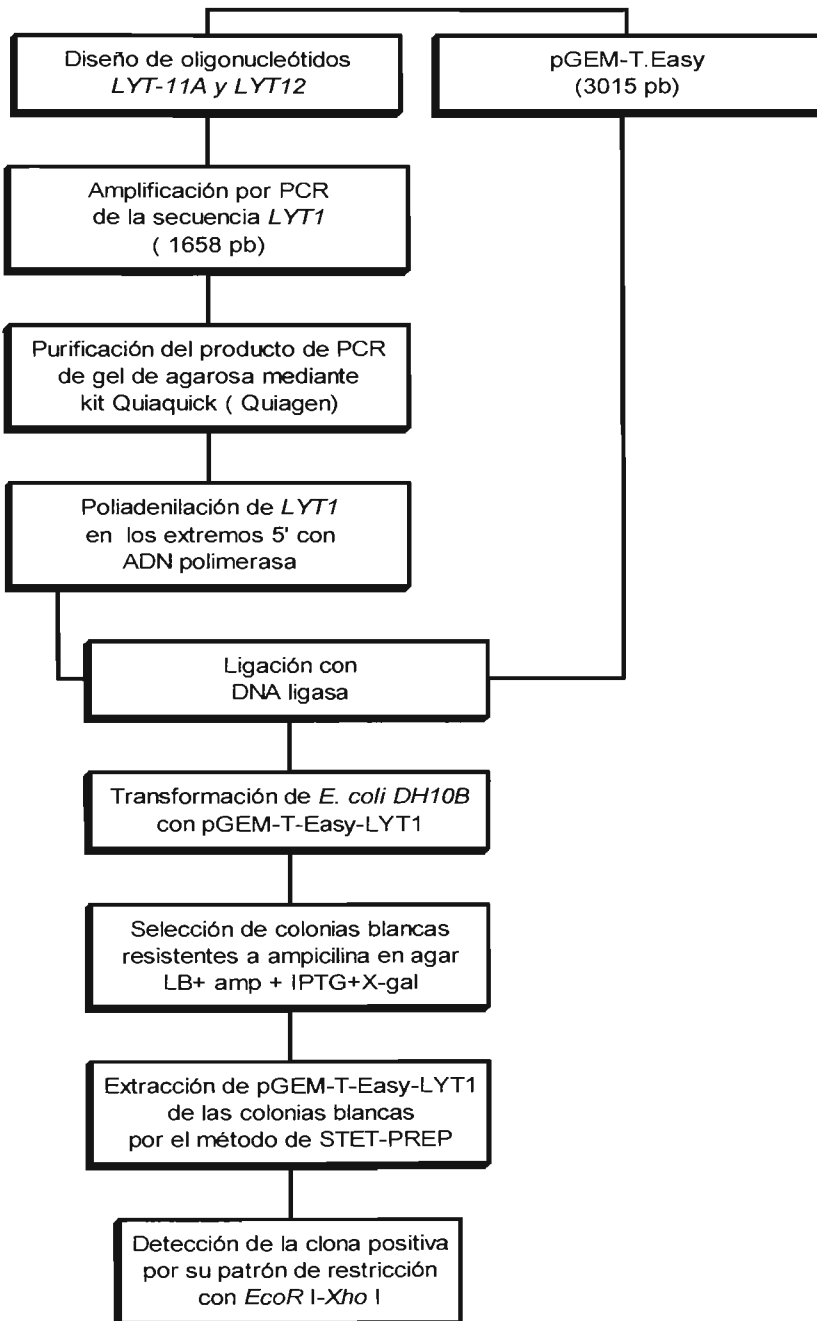 Diseño de oligonucleótidos
LYT-11A y LYT12
pGEM-T.Easy
(3015 pb)
Amplificación por PCR
de la secuencia LYT1
( 1658 pb)
Purificación del producto de PCR
de gel de agarosa mediante
kit Quiaquick ( Quiagen)
Poliadenilación de LYT1
en los extremos 5' con
ADN polimerasa
Ligación con
DNA ligasa
Transformación de E. coli DH10B
con pGEM-T-Easy-LYT1
Selección de colonias blancas
resistentes a ampicilina en agar
LB+ amp + IPTG+X-gal
Extracción de pGEM-T-Easy-LYT1
de las colonias blancas
por el método de STET-PREP
Detección de la clona positiva
por su patrón de restricción
con EcoR I-Xho I